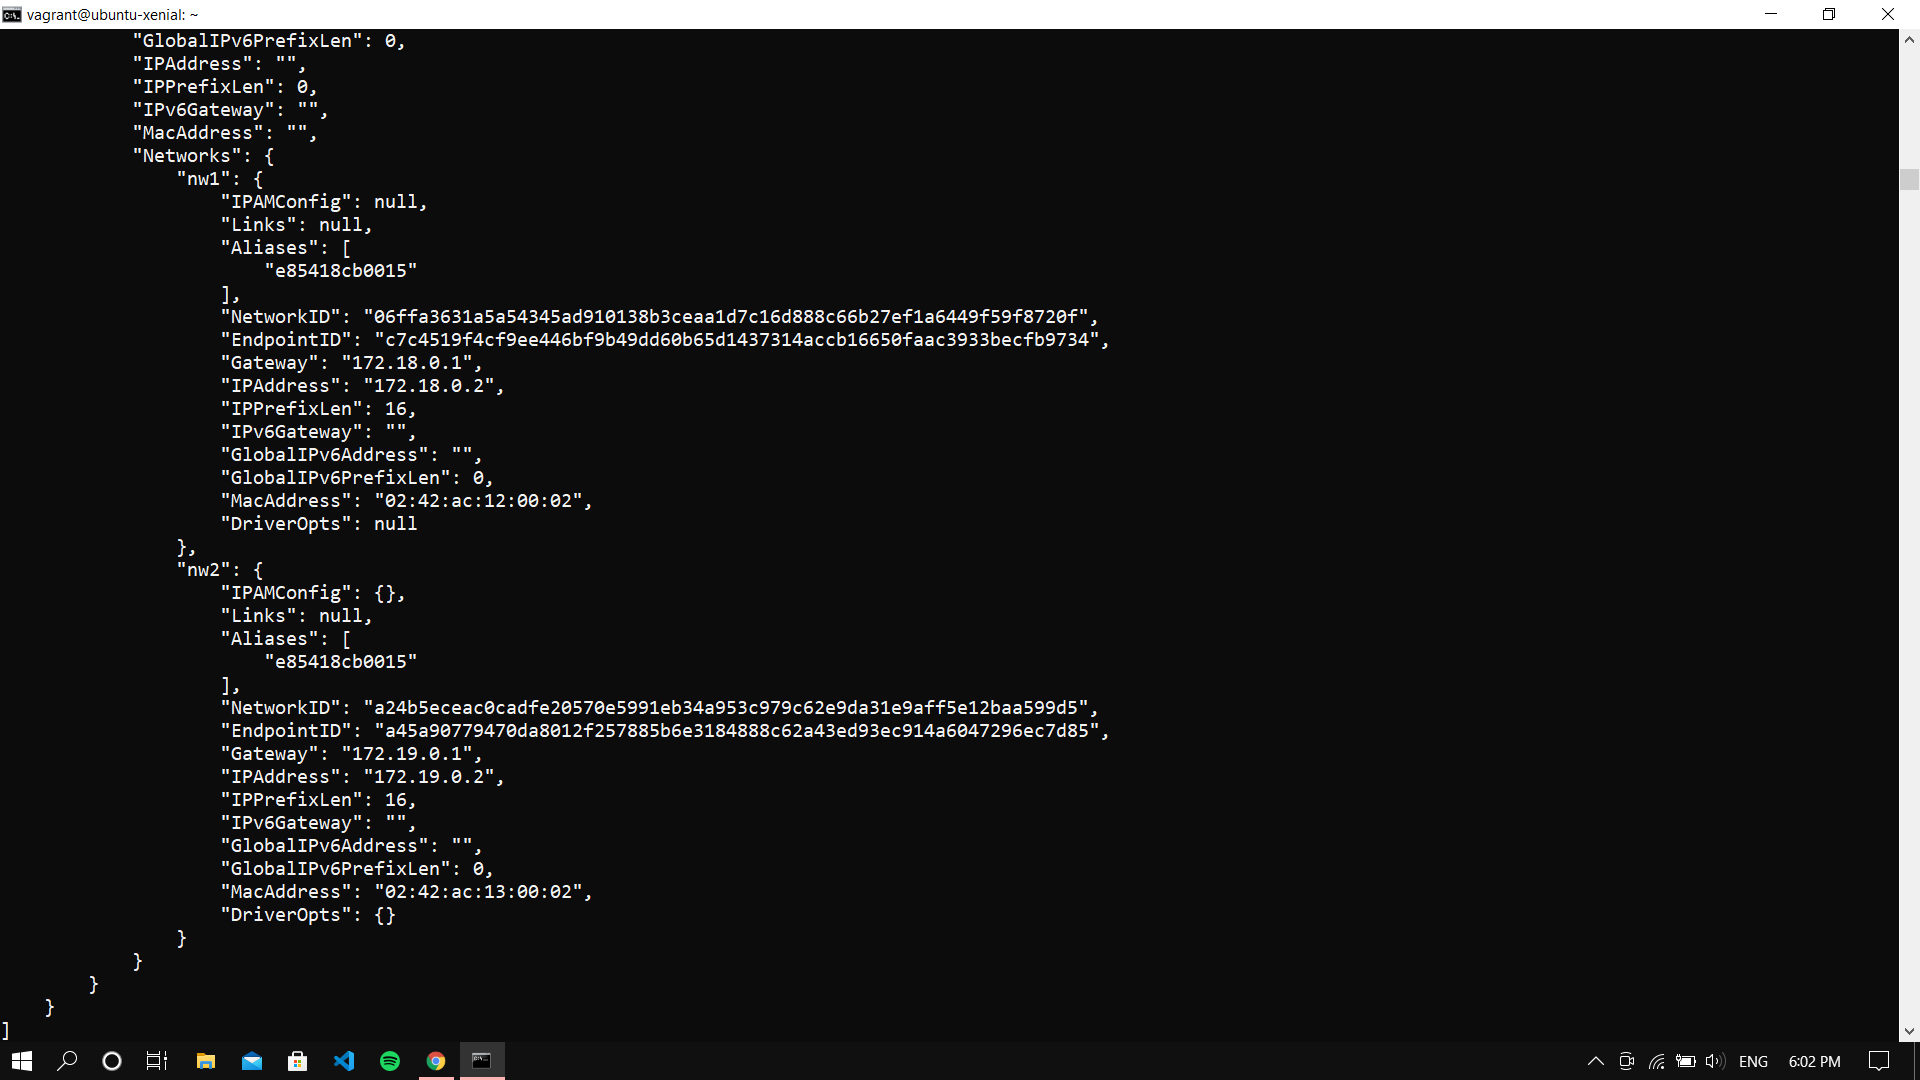 vagrant@ubuntu-xenial: ~
            "GlobalIPv6PrefixLen": 0,
            "IPAddress": "",
            "IPPrefixLen": 0,
            "IPv6Gateway": "",
            "MacAddress": "",
            "Networks": {
                "nw1": {
                    "IPAMConfig": null,
                    "Links": null,
                    "Aliases": [
                        "e85418cb0015"
                    ],
                    "NetworkID": "06ffa3631a5a54345ad910138b3ceaa1d7c16d888c66b27ef1a6449f59f8720f",
                    "EndpointID": "c7c4519f4cf9ee446bf9b49dd60b65d1437314accb16650faac3933becfb9734",
                    "Gateway": "172.18.0.1",
                    "IPAddress": "172.18.0.2",
                    "IPPrefixLen": 16,
                    "IPv6Gateway": "",
                    "GlobalIPv6Address": "",
                    "GlobalIPv6PrefixLen": 0,
                    "MacAddress": "02:42:ac:12:00:02",
                    "DriverOpts": null
                },
                "nw2": {
                    "IPAMConfig": {},
                    "Links": null,
                    "Aliases": [
                        "e85418cb0015"
                    ],
                    "NetworkID": "a24b5eceac0cadfe20570e5991eb34a953c979c62e9da31e9aff5e12baa599d5",
                    "EndpointID": "a45a90779470da8012f257885b6e3184888c62a43ed93ec914a6047296ec7d85",
                    "Gateway": "172.19.0.1",
                    "IPAddress": "172.19.0.2",
                    "IPPrefixLen": 16,
                    "IPv6Gateway": "",
                    "GlobalIPv6Address": "",
                    "GlobalIPv6PrefixLen": 0,
                    "MacAddress": "02:42:ac:13:00:02",
                    "DriverOpts": {}
                }
            }
        }
    }
]
ENG 6:02 PM